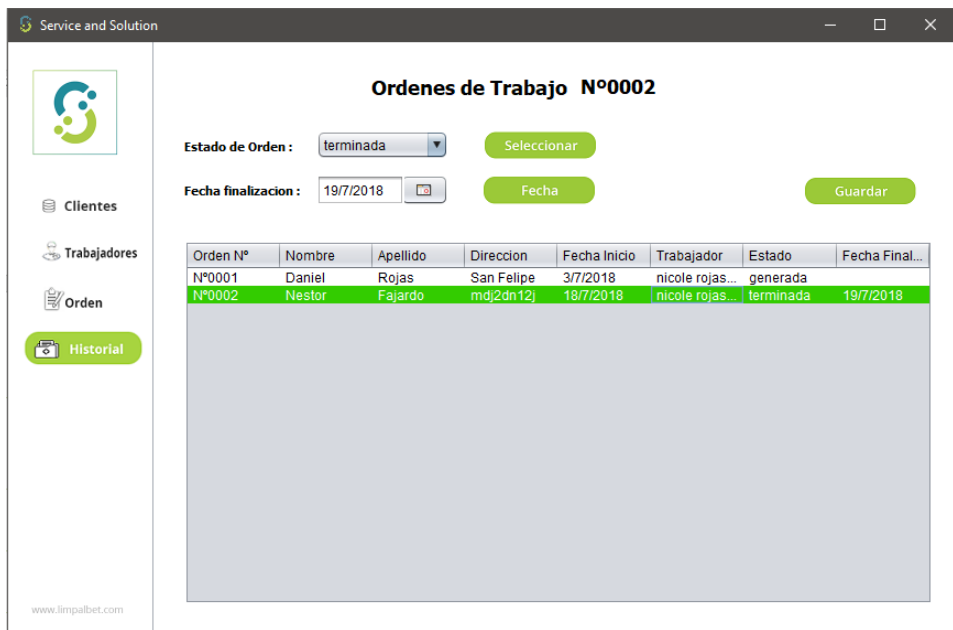 Service and Solution
Ordenes de Trabajo Nº0002
Estado de Orden : terminada Seleccionar
Fecha finalizacion : 19/7/2018 Fecha Guardar
Clientes
Trabajadores
Orden
Historial
Orden Nº Nombre Apellido Direccion Fecha Inicio Trabajador Estado Fecha Final...
Nº0001 Daniel Rojas San Felipe 3/7/2018 nicole rojas... generada
Nº0002 Nestor Fajardo mdj2dn12j 18/7/2018 nicole rojas... terminada 19/7/2018
www.limpalbet.com